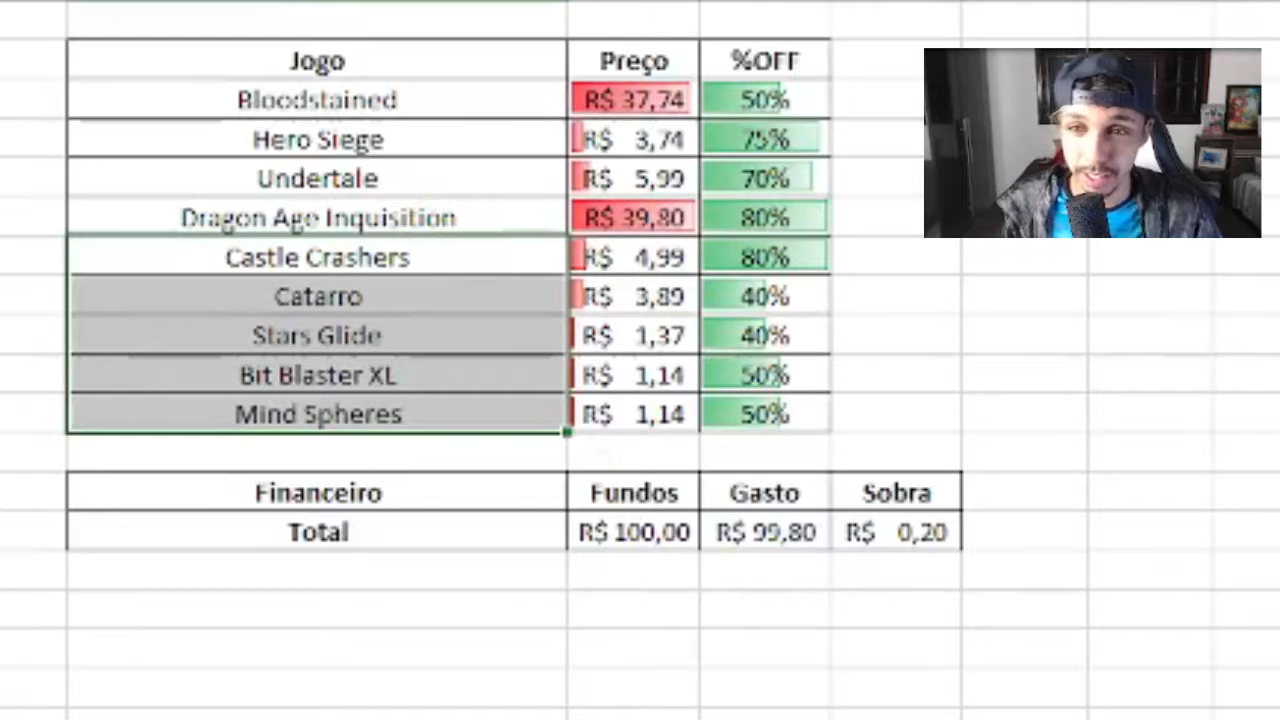 Jogo Preço %OFF
Bloodstained R$ 37,74 50%
Hero Siege R$ 3,74 75%
Undertale R$ 5,99 70%
Dragon Age Inquisition R$ 39,80 80%
Castle Crashers R$ 4,99 80%
Catarro R$ 3,89 40%
Stars Glide R$ 1,37 40%
Bit Blaster XL R$ 1,14 50%
Mind Spheres R$ 1,14 50%
Financeiro Fundos Gasto Sobra
Total R$ 100,00 R$ 99,80 R$ 0,20